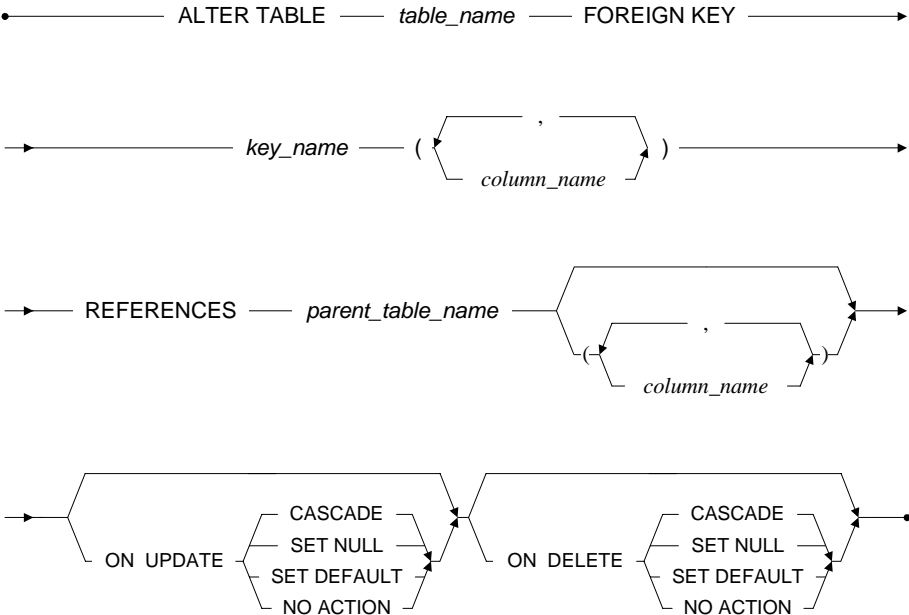 ALTER TABLE table_name FOREIGN KEY
,
key_name ( )
column_name
REFERENCES parent_table_name
,
( )
column_name
CASCADE CASCADE
SET NULL SET NULL
ON UPDATE ON DELETE
SET DEFAULT SET DEFAULT
NO ACTION NO ACTION